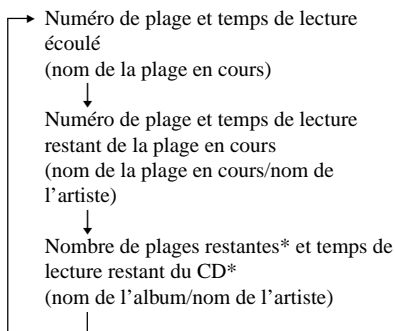 Numéro de plage et temps de lecture
écoulé
(nom de la plage en cours)
Numéro de plage et temps de lecture
restant de la plage en cours
(nom de la plage en cours/nom de
l’artiste)
Nombre de plages restantes* et temps de
lecture restant du CD*
(nom de l’album/nom de l’artiste)